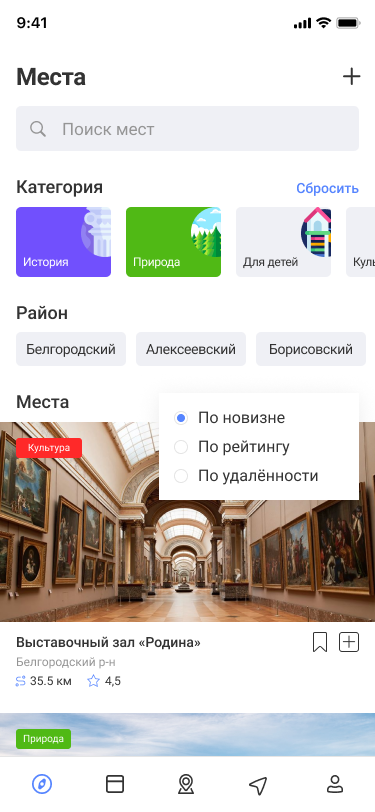 9:41
Места
Поиск мест
Категория
Сбросить
История
Природа
Для детей
Куль
Район
Белгородский
Алексеевский
Борисовский
Места
По новизне
По рейтингу
По удалённости
Культура
Выставочный зал «Родина»
Белгородский р-н
35.5 км
4,5
Природа